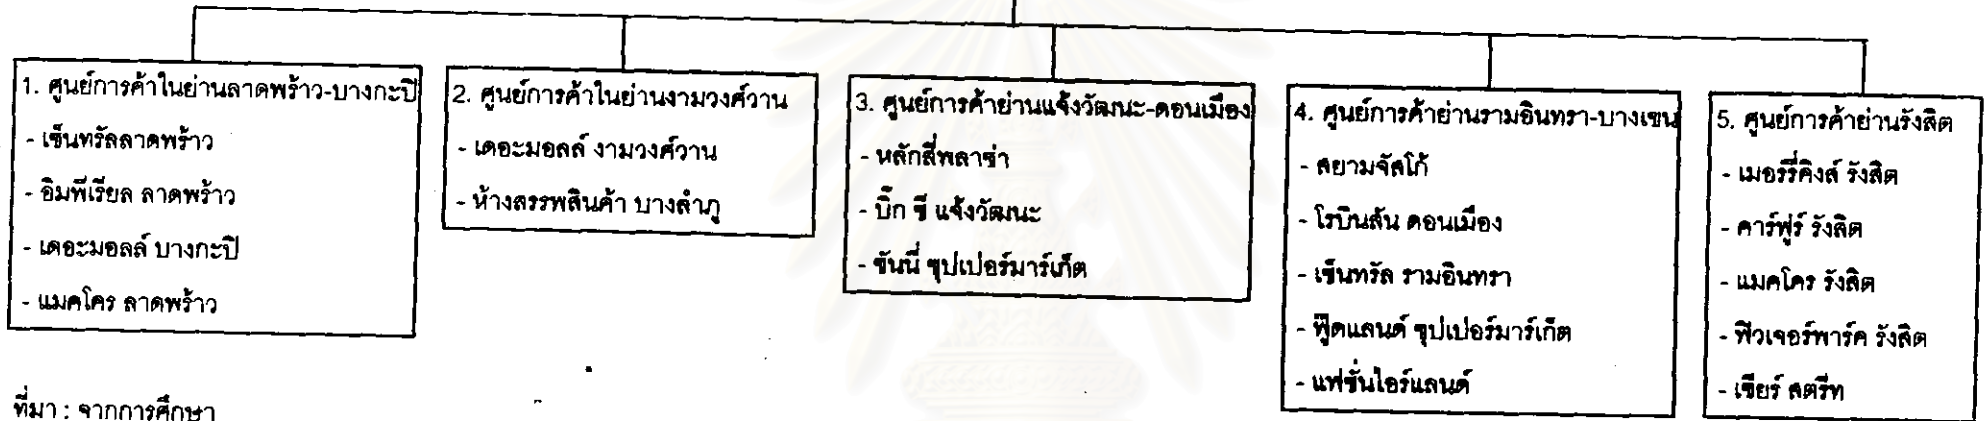 1. ศูนย์การค้าในย่านลาดพร้าว-บางกะปิ
- เซ็นทรัลลาดพร้าว
- อิมพีเรียล ลาดพร้าว
- เดอะมอลล์ บางกะปิ
- แมคโคร ลาดพร้าว
2. ศูนย์การค้าในย่านงามวงศ์วาน
- เดอะมอลล์ งามวงศ์วาน
- ห้างสรรพสินค้า บางลำภู
3. ศูนย์การค้าย่านแจ้งวัฒนะ-ดอนเมือง
- หลักสี่พลาซ่า
- บิ๊ก ซี แจ้งวัฒนะ
- ซันนี่ ซุปเปอร์มาร์เก็ต
4. ศูนย์การค้าย่านรามอินทรา-บางเขน
- สยามจัสโก้
- โรบินสัน ดอนเมือง
- เซ็นทรัล รามอินทรา
- ฟู๊ดแลนด์ ซุปเปอร์มาร์เก็ต
- แฟชั่นไอร์แลนด์
5. ศูนย์การค้าย่านรังสิต
- เมอร์รี่คิงส์ รังสิต
- คาร์ฟูร์ รังสิต
- แมคโคร รังสิต
- ฟิวเจอร์พาร์ค รังสิต
- เซียร์ สตรีท
ที่มา : จากการศึกษา